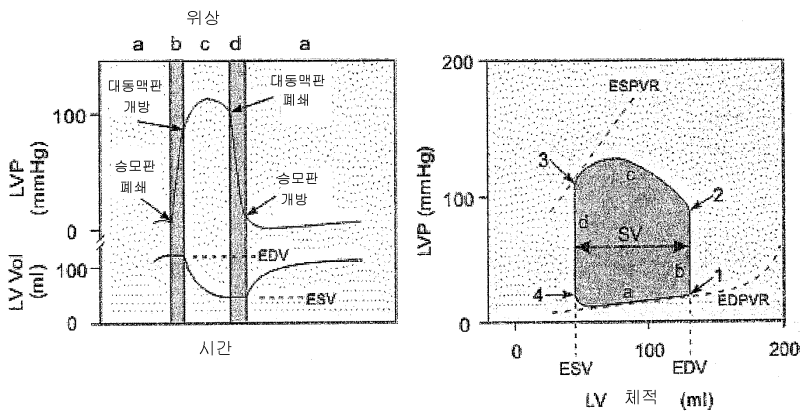 위상
a b c d a
대동맥판
개방
대동맥판
폐쇄
승모판
폐쇄
승모판
개방
LVP
(mmHg)
100
0
LV Vol
(ml)
100
0
EDV
ESV
시간
LVP (mmHg)
200
100
0
ESPVR
3
c
2
d
SV
b
1
4
a
EDPVR
0
100
200
ESV
EDV
LV 체적 (ml)